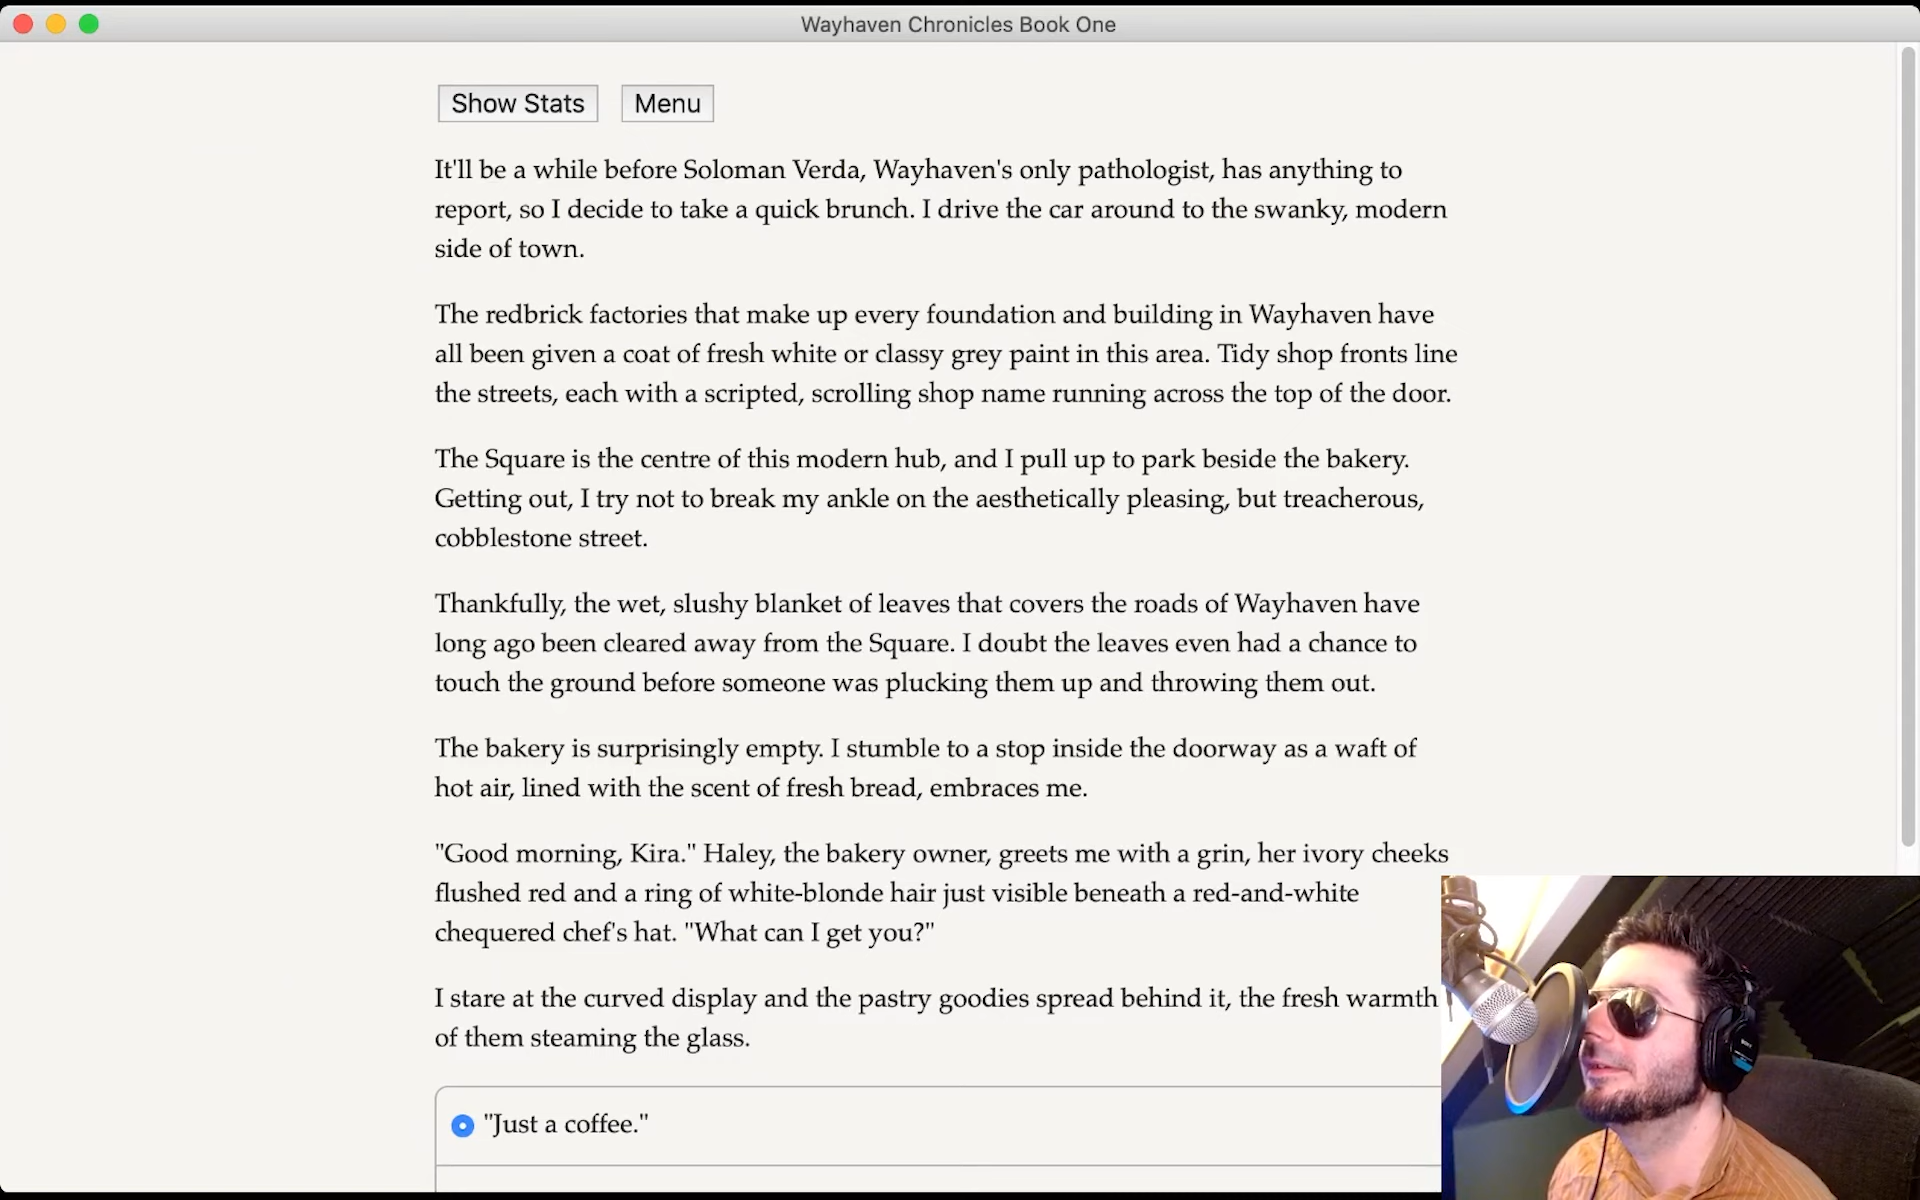 Wayhaven Chronicles Book One
Show Stats Menu
It'll be a while before Soloman Verda, Wayhaven's only pathologist, has anything to
report, so I decide to take a quick brunch. I drive the car around to the swanky, modern
side of town.
The redbrick factories that make up every foundation and building in Wayhaven have
all been given a coat of fresh white or classy grey paint in this area. Tidy shop fronts line
the streets, each with a scripted, scrolling shop name running across the top of the door.
The Square is the centre of this modern hub, and I pull up to park beside the bakery.
Getting out, I try not to break my ankle on the aesthetically pleasing, but treacherous,
cobblestone street.
Thankfully, the wet, slushy blanket of leaves that covers the roads of Wayhaven have
long ago been cleared away from the Square. I doubt the leaves even had a chance to
touch the ground before someone was plucking them up and throwing them out.
The bakery is surprisingly empty. I stumble to a stop inside the doorway as a waft of
hot air, lined with the scent of fresh bread, embraces me.
"Good morning, Kira." Haley, the bakery owner, greets me with a grin, her ivory cheeks
flushed red and a ring of white-blonde hair just visible beneath a red-and-white
chequered chef's hat. "What can I get you?"
I stare at the curved display and the pastry goodies spread behind it, the fresh warmth
of them steaming the glass.
"Just a coffee."